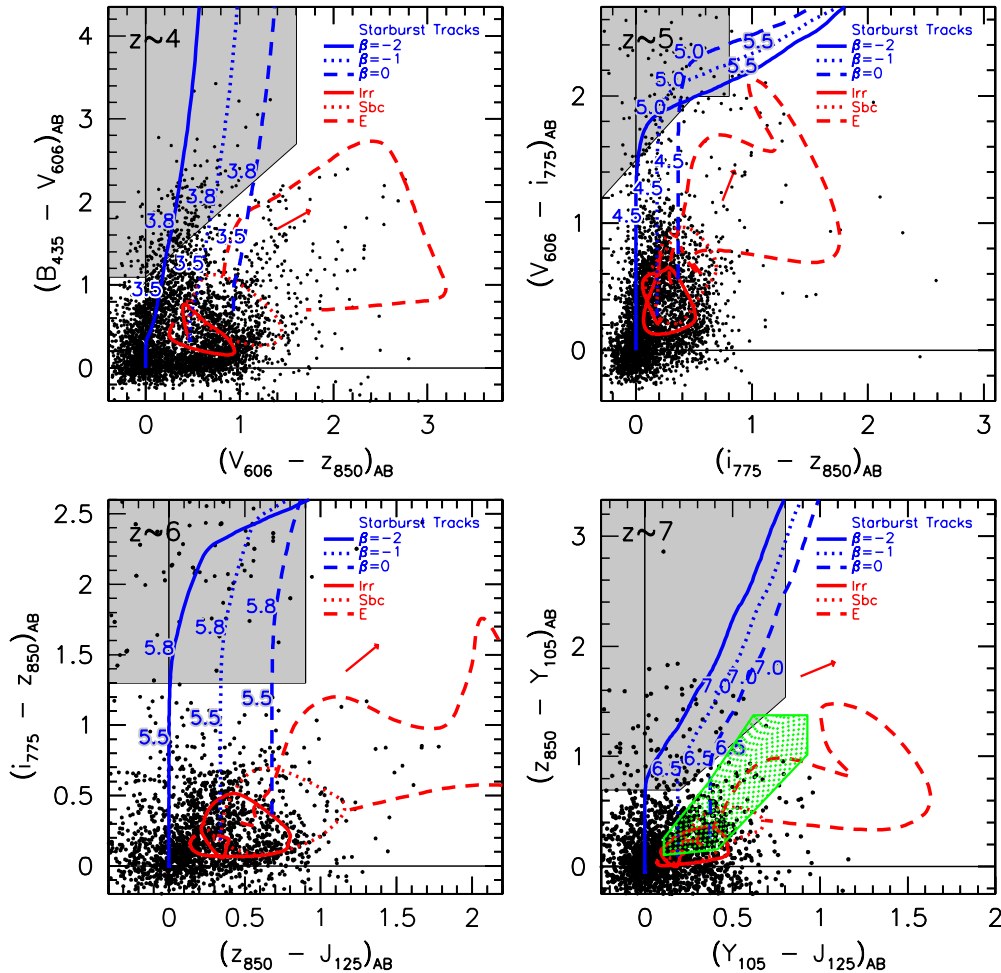 z~4
Starburst Tracks
β=−2
β=−1
β=0
Irr
Sbc
E
3.8
3.8
3.8
3.5
3.5
3.5
4
3
2
1
0
0
1
2
3
(B435 − V606)AB
(V606 − z850)AB
z~5
Starburst Tracks
β=−2
β=−1
β=0
Irr
Sbc
E
5.5
5.5
5.0
5.0
5.0
4.5
4.5
4.5
2
1
0
0
1
2
3
(V606 − i775)AB
(i775 − z850)AB
z~6
Starburst Tracks
β=−2
β=−1
β=0
Irr
Sbc
E
5.8
5.8
5.8
5.5
5.5
5.5
2.5
2
1.5
1
0.5
0
0
0.5
1
1.5
2
(i775 − z850)AB
(z850 − J125)AB
z~7
Starburst Tracks
β=−2
β=−1
β=0
Irr
Sbc
E
7.0
7.0
6.5
6.5
3
2
1
0
0
0.5
1
1.5
2
(z850 − Y105)AB
(Y105 − J125)AB